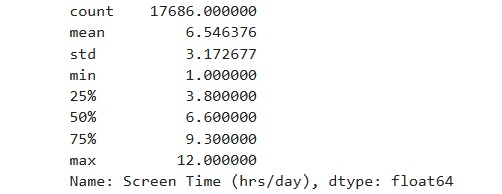 count    17686.000000
mean         6.546376
std          3.172677
min          1.000000
25%          3.800000
50%          6.600000
75%          9.300000
max         12.000000
Name: Screen Time (hrs/day), dtype: float64